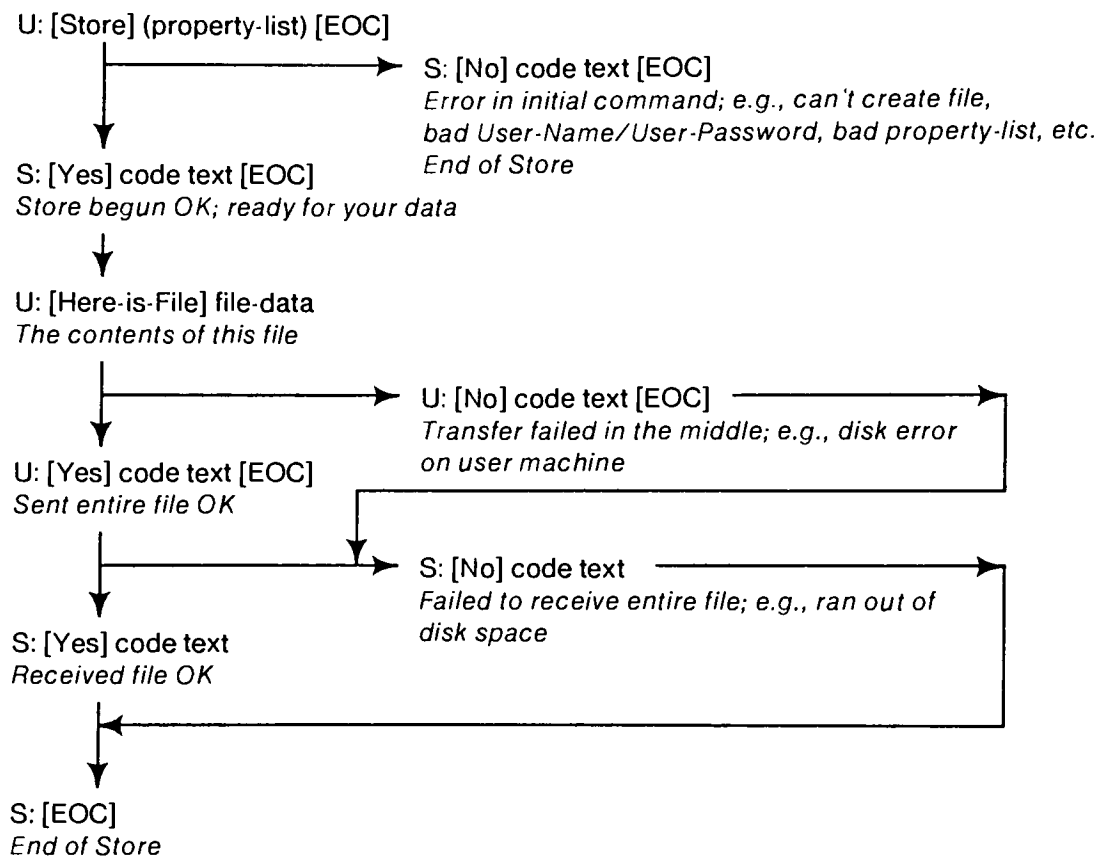 U: [Store] (property-list) [EOC]
S: [No] code text [EOC]
Error in initial command; e.g., can't create file,
bad User-Name/User-Password, bad property-list, etc.
End of Store
S: [Yes] code text [EOC]
Store begun OK; ready for your data
U: [Here-is-File] file-data
The contents of this file
U: [No] code text [EOC]
Transfer failed in the middle; e.g., disk error
on user machine
U: [Yes] code text [EOC]
Sent entire file OK
S: [No] code text
Failed to receive entire file; e.g., ran out of
disk space
S: [Yes] code text
Received file OK
S: [EOC]
End of Store